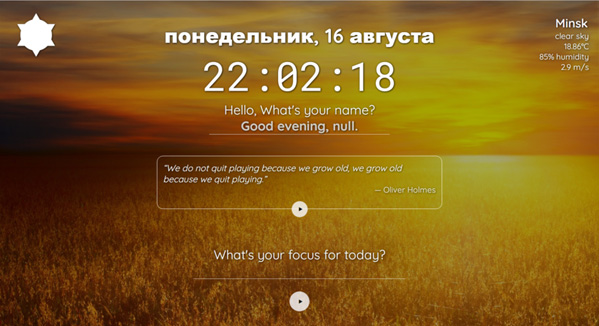 понедельник, 16 августа
22:02:18
Hello, What's your name?
Good evening, null.
"We do not quit playing because we grow old, we grow old
because we quit playing."
— Oliver Holmes
What's your focus for today?
Minsk
clear sky
18.86°C
85% humidity
2.9 m/s